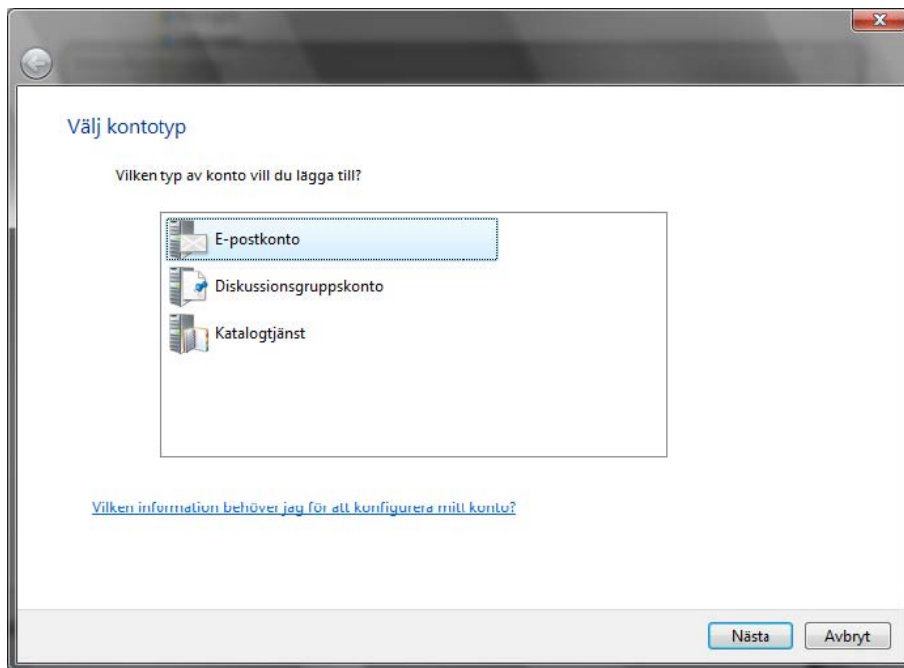 Välj kontotyp
Vilken typ av konto vill du lägga till?
E-postkonto
Diskussionsgruppskonto
Katalogtjänst
Vilken information behöver jag för att konfigurera mitt konto?
Nästa
Avbryt